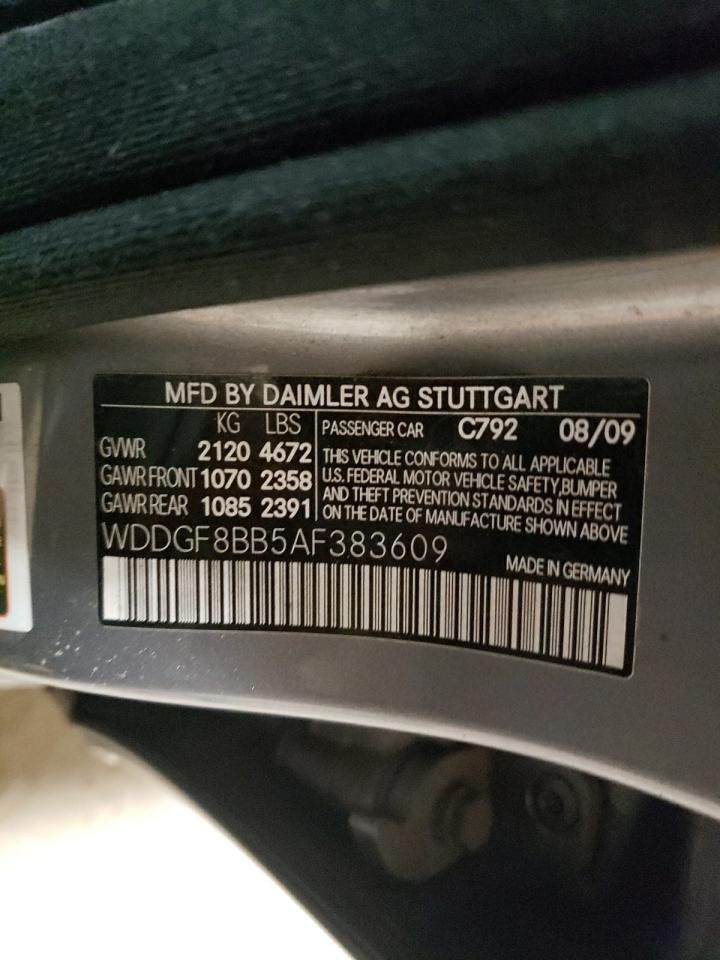 MFD BY DAIMLER AG STUTTGART
KG LBS
GVWR 2120 4672
GAWR FRONT 1070 2358
GAWR REAR 1085 2391
PASSENGER CAR C792 08/09
THIS VEHICLE CONFORMS TO ALL APPLICABLE
U.S. FEDERAL MOTOR VEHICLE SAFETY,BUMPER
AND THEFT PREVENTION STANDARDS IN EFFECT
ON THE DATE OF MANUFACTURE SHOWN ABOVE
WDDGF8BB5AF383609
MADE IN GERMANY